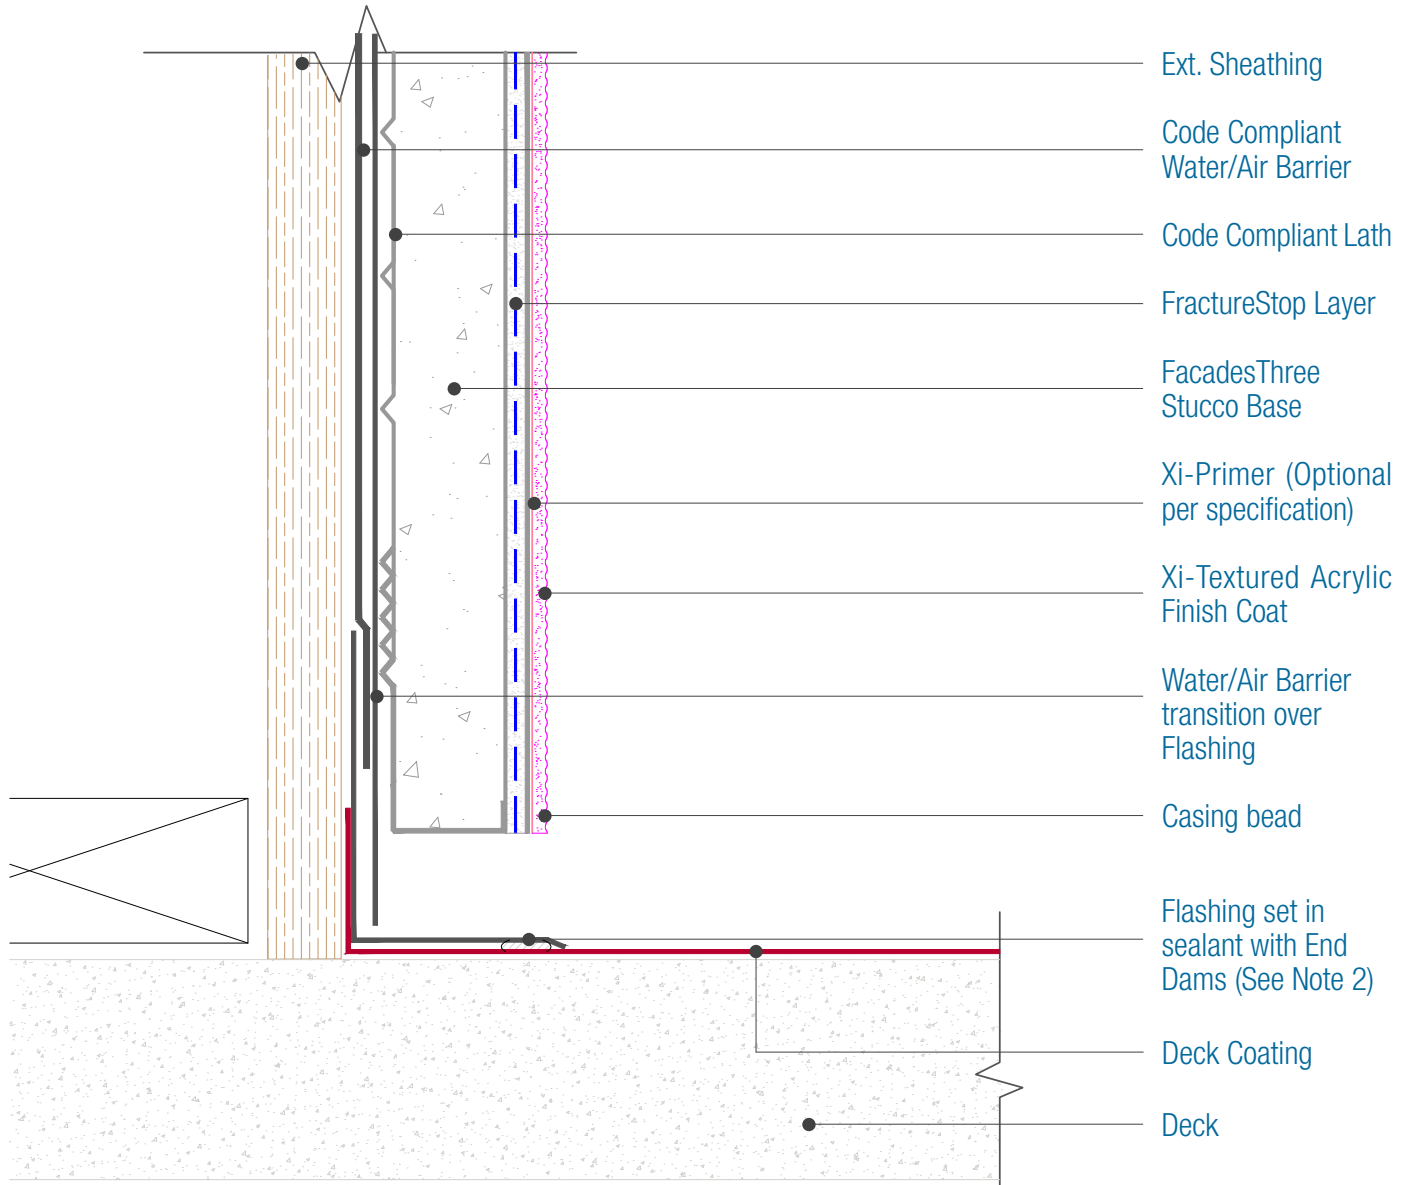 Ext. Sheathing
Code Compliant
Water/Air Barrier
Code Compliant Lath
FractureStop Layer
FacadesThree
Stucco Base
Xi-Primer (Optional
per specification)
Xi-Textured Acrylic
Finish Coat
Water/Air Barrier
transition over
Flashing
Casing bead
Flashing set in
sealant with End
Dams (See Note 2)
Deck Coating
Deck